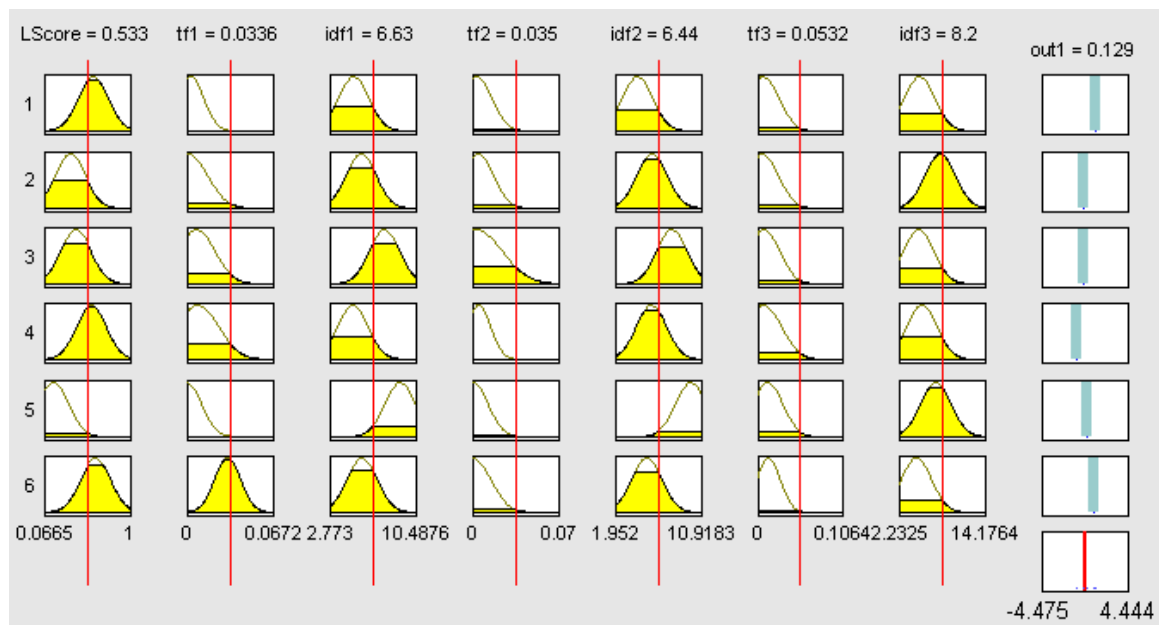 LScore = 0.533 tf1 = 0.0336 idf1 = 6.63 tf2 = 0.035 idf2 = 6.44 tf3 = 0.0532 idf3 = 8.2
out1 = 0.129
1
2
3
4
5
6
0.0665 1 0 0.0672 2.773 10.4876 0 0.07 1.952 10.9183 0 0.10642.2325 14.1764
-4.475 4.444